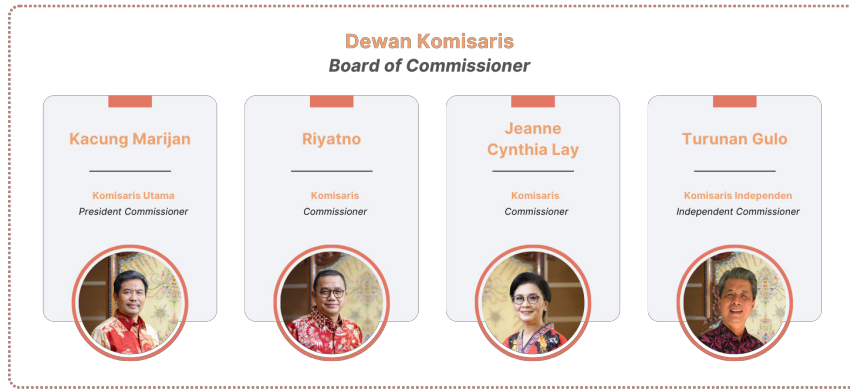 Dewan Komisaris
Board of Commissioner
Kacung Marijan
Komisaris Utama
President Commissioner
Riyatno
Komisaris
Commissioner
Jeanne
Cynthia Lay
Komisaris
Commissioner
Turunan Gulo
Komisaris Independen
Independent Commissioner